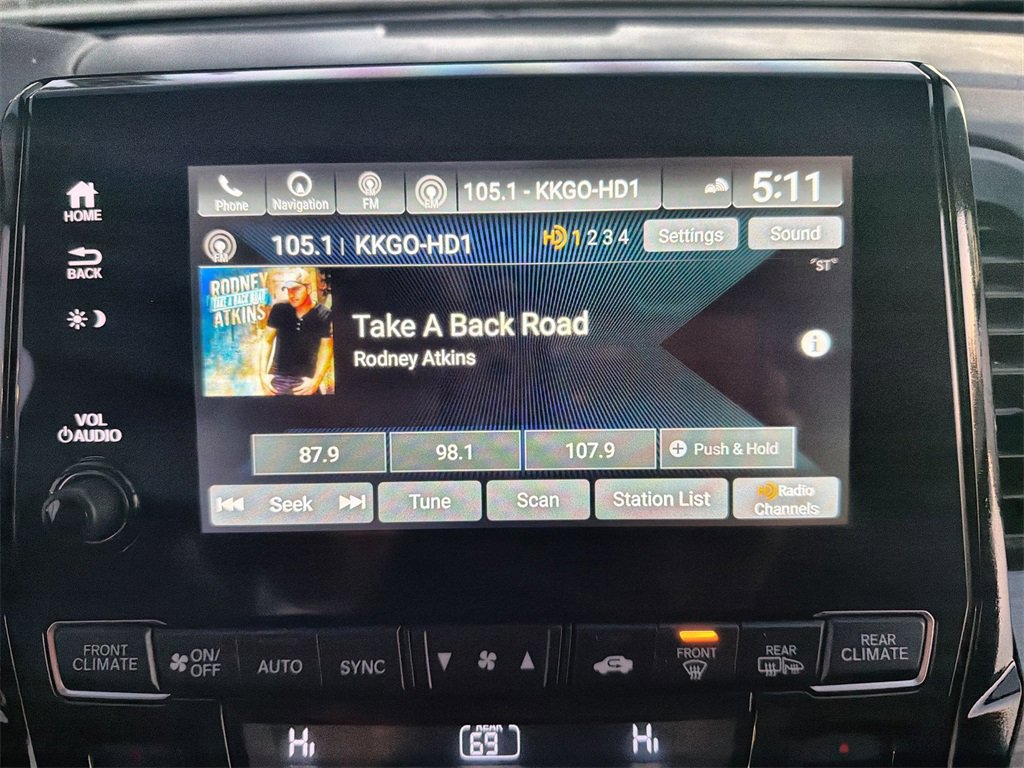 HOME
BACK
VOL
AUDIO
Phone
Navigation
FM
FM
105.1 - KKGO-HD1
5:11
FM
105.1 | KKGO-HD1
HD 1 2 3 4
Settings
Sound
"ST"
RODNEY
TAKE A BACK ROAD
ATKINS
Take A Back Road
Rodney Atkins
i
87.9
98.1
107.9
+ Push & Hold
Seek
Tune
Scan
Station List
HD Radio
Channels
FRONT
CLIMATE
ON/
OFF
AUTO
SYNC
FRONT
REAR
REAR
CLIMATE
Hi
REAR
69
Hi